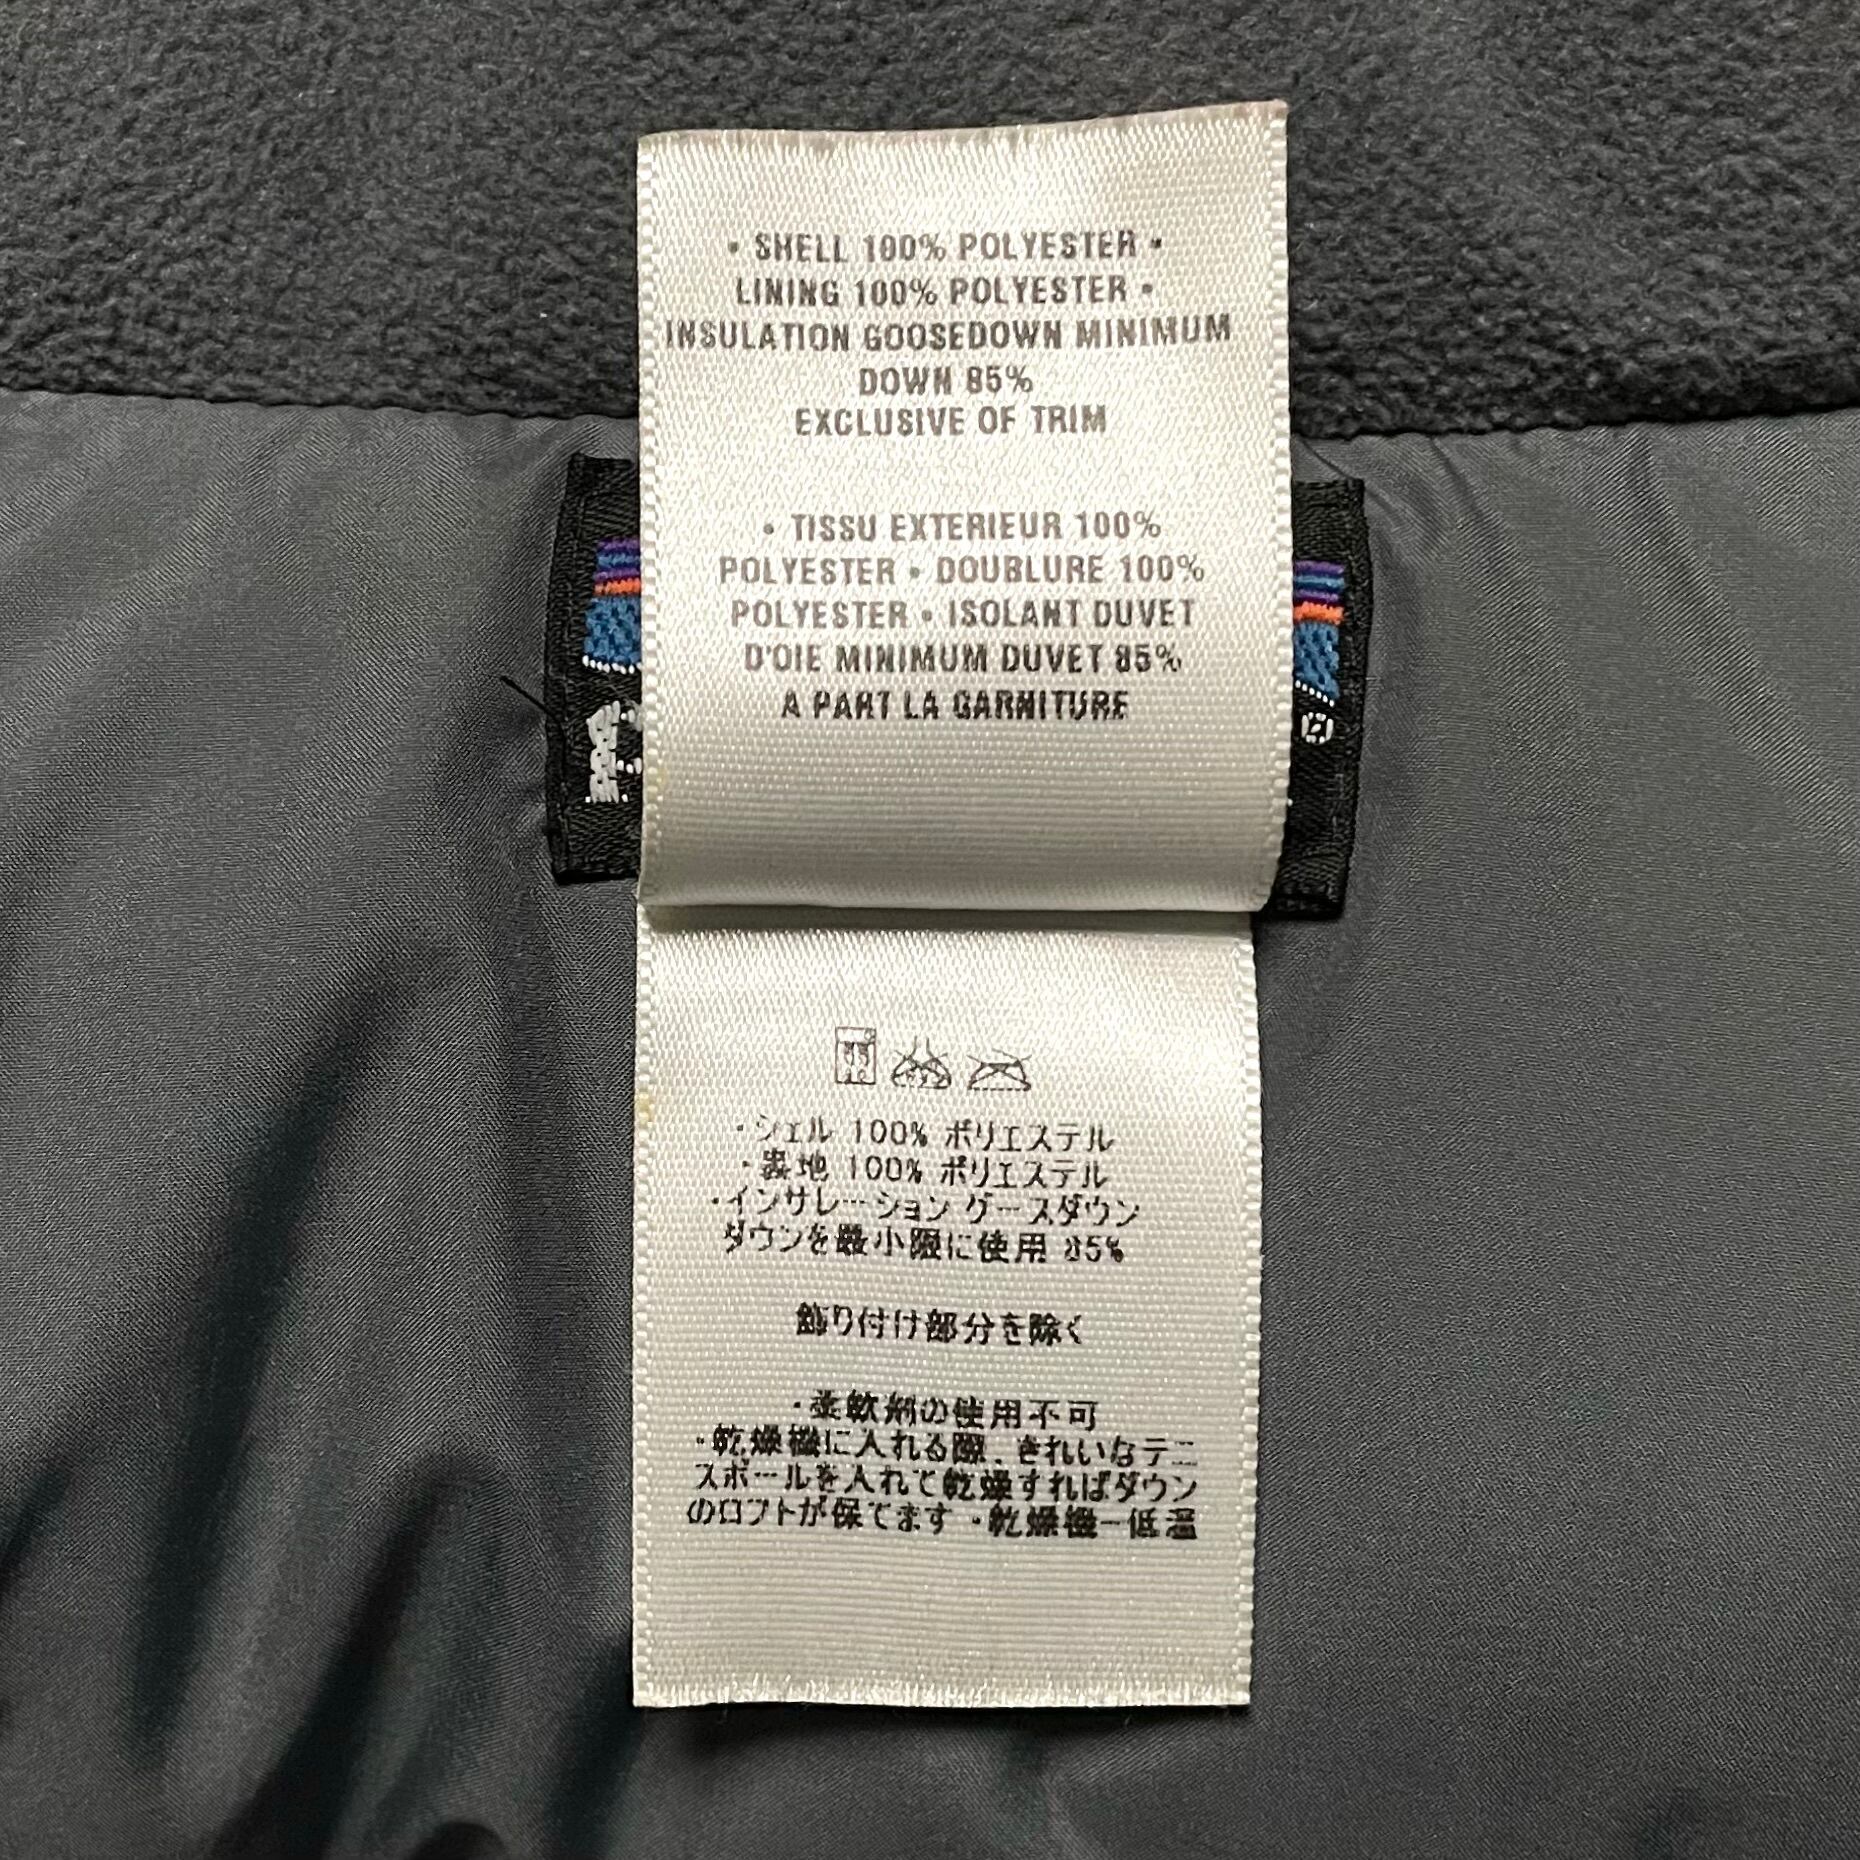 • SHELL 100% POLYESTER •
LINING 100% POLYESTER •
INSULATION GOOSEDOWN MINIMUM
DOWN 85%
EXCLUSIVE OF TRIM
• TISSU EXTERIEUR 100%
POLYESTER • DOUBLURE 100%
POLYESTER • ISOLANT DUVET
D'OIE MINIMUM DUVET 85%
A PART LA GARNITURE
・シェル 100% ポリエステル
・裏地 100% ポリエステル
・インサレーション グースダウン
ダウンを最小限に使用 85%
飾り付け部分を除く
・柔軟剤の使用不可
・乾燥機に入れる際、きれいなテニ
スボールを入れて乾燥すればダウン
のロフトが保てます ・乾燥機ー低温